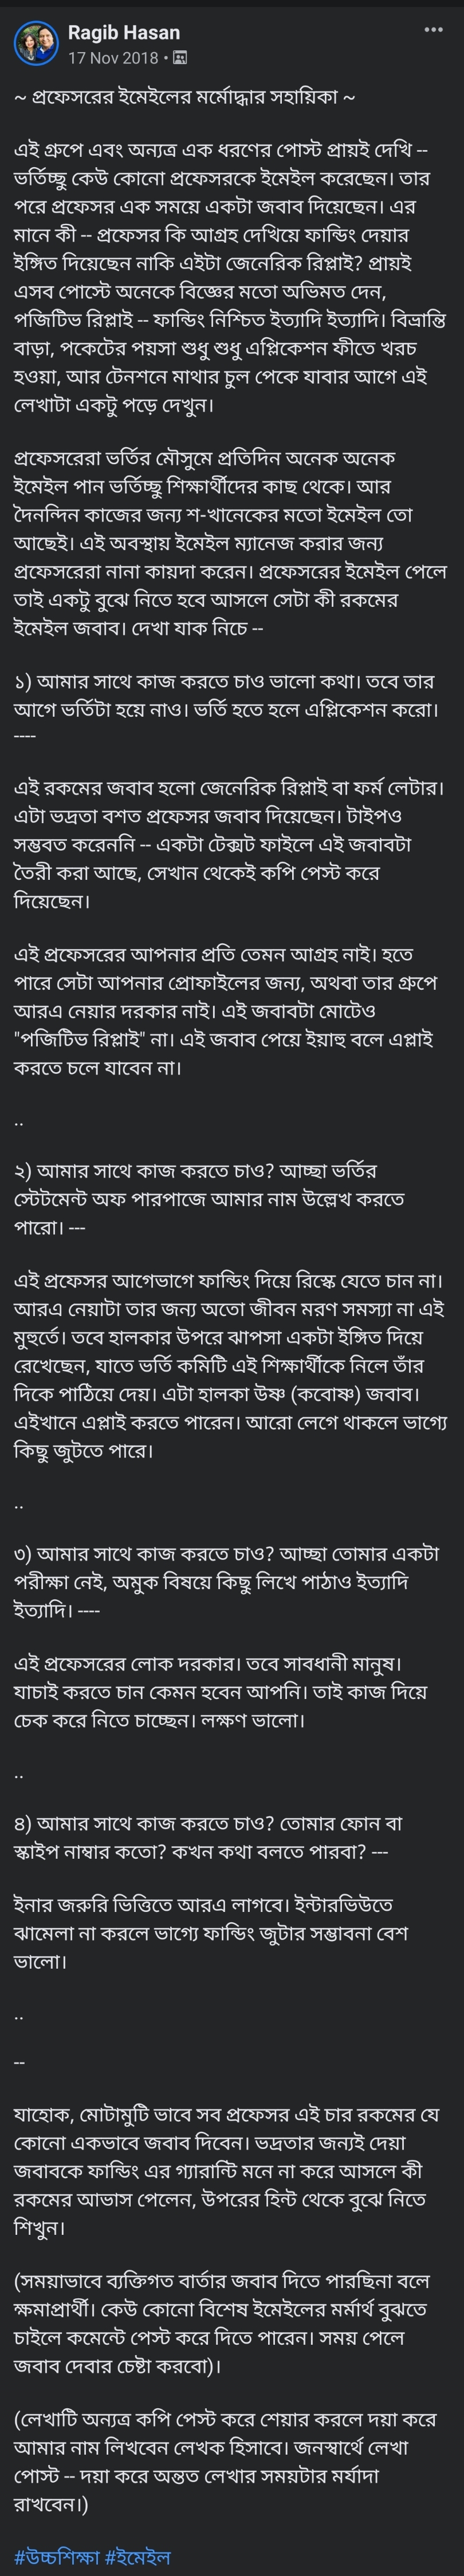 Ragib Hasan
17 Nov 2018 •
~ প্রফেসরের ইমেইলের মর্মোদ্ধার সহায়িকা ~
এই গ্রুপে এবং অন্যত্র এক ধরণের পোস্ট প্রায়ই দেখি --
ভর্তিচ্ছু কেউ কোনো প্রফেসরকে ইমেইল করেছেন। তার
পরে প্রফেসর এক সময়ে একটা জবাব দিয়েছেন। এর
মানে কী -- প্রফেসর কি আগ্রহ দেখিয়ে ফান্ডিং দেয়ার
ইঙ্গিত দিয়েছেন নাকি এইটা জেনেরিক রিপ্লাই? প্রায়ই
এসব পোস্টে অনেকে বিজ্ঞের মতো অভিমত দেন,
পজিটিভ রিপ্লাই -- ফান্ডিং নিশ্চিত ইত্যাদি ইত্যাদি। বিভ্রান্তি
বাড়া, পকেটের পয়সা শুধু শুধু এপ্লিকেশন ফীতে খরচ
হওয়া, আর টেনশনে মাথার চুল পেকে যাবার আগে এই
লেখাটা একটু পড়ে দেখুন।
প্রফেসরেরা ভর্তির মৌসুমে প্রতিদিন অনেক অনেক
ইমেইল পান ভর্তিচ্ছু শিক্ষার্থীদের কাছ থেকে। আর
দৈনন্দিন কাজের জন্য শ-খানেকের মতো ইমেইল তো
আছেই। এই অবস্থায় ইমেইল ম্যানেজ করার জন্য
প্রফেসরেরা নানা কায়দা করেন। প্রফেসরের ইমেইল পেলে
তাই একটু বুঝে নিতে হবে আসলে সেটা কী রকমের
ইমেইল জবাব। দেখা যাক নিচে --
১) আমার সাথে কাজ করতে চাও ভালো কথা। তবে তার
আগে ভর্তিটা হয়ে নাও। ভর্তি হতে হলে এপ্লিকেশন করো।
----
এই রকমের জবাব হলো জেনেরিক রিপ্লাই বা ফর্ম লেটার।
এটা ভদ্রতা বশত প্রফেসর জবাব দিয়েছেন। টাইপও
সম্ভবত করেননি -- একটা টেক্সট ফাইলে এই জবাবটা
তৈরী করা আছে, সেখান থেকেই কপি পেস্ট করে
দিয়েছেন।
এই প্রফেসরের আপনার প্রতি তেমন আগ্রহ নাই। হতে
পারে সেটা আপনার প্রোফাইলের জন্য, অথবা তার গ্রুপে
আরএ নেয়ার দরকার নাই। এই জবাবটা মোটেও
"পজিটিভ রিপ্লাই" না। এই জবাব পেয়ে ইয়াহু বলে এপ্লাই
করতে চলে যাবেন না।
..
২) আমার সাথে কাজ করতে চাও? আচ্ছা ভর্তির
স্টেটমেন্ট অফ পারপাজে আমার নাম উল্লেখ করতে
পারো। ---
এই প্রফেসর আগেভাগে ফান্ডিং দিয়ে রিস্কে যেতে চান না।
আরএ নেয়াটা তার জন্য অতো জীবন মরণ সমস্যা না এই
মুহুর্তে। তবে হালকার উপরে ঝাপসা একটা ইঙ্গিত দিয়ে
রেখেছেন, যাতে ভর্তি কমিটি এই শিক্ষার্থীকে নিলে তাঁর
দিকে পাঠিয়ে দেয়। এটা হালকা উষ্ণ (কবোষ্ণ) জবাব।
এইখানে এপ্লাই করতে পারেন। আরো লেগে থাকলে ভাগ্যে
কিছু জুটতে পারে।
..
৩) আমার সাথে কাজ করতে চাও? আচ্ছা তোমার একটা
পরীক্ষা নেই, অমুক বিষয়ে কিছু লিখে পাঠাও ইত্যাদি
ইত্যাদি। ----
এই প্রফেসরের লোক দরকার। তবে সাবধানী মানুষ।
যাচাই করতে চান কেমন হবেন আপনি। তাই কাজ দিয়ে
চেক করে নিতে চাচ্ছেন। লক্ষণ ভালো।
..
৪) আমার সাথে কাজ করতে চাও? তোমার ফোন বা
স্কাইপ নাম্বার কতো? কখন কথা বলতে পারবা? ---
ইনার জরুরি ভিত্তিতে আরএ লাগবে। ইন্টারভিউতে
ঝামেলা না করলে ভাগ্যে ফান্ডিং জুটার সম্ভাবনা বেশ
ভালো।
..
--
যাহোক, মোটামুটি ভাবে সব প্রফেসর এই চার রকমের যে
কোনো একভাবে জবাব দিবেন। ভদ্রতার জন্যই দেয়া
জবাবকে ফান্ডিং এর গ্যারান্টি মনে না করে আসলে কী
রকমের আভাস পেলেন, উপরের হিন্ট থেকে বুঝে নিতে
শিখুন।
(সময়াভাবে ব্যক্তিগত বার্তার জবাব দিতে পারছিনা বলে
ক্ষমাপ্রার্থী। কেউ কোনো বিশেষ ইমেইলের মর্মার্থ বুঝতে
চাইলে কমেন্টে পেস্ট করে দিতে পারেন। সময় পেলে
জবাব দেবার চেষ্টা করবো)।
(লেখাটি অন্যত্র কপি পেস্ট করে শেয়ার করলে দয়া করে
আমার নাম লিখবেন লেখক হিসাবে। জনস্বার্থে লেখা
পোস্ট -- দয়া করে অন্তত লেখার সময়টার মর্যাদা
রাখবেন।)
#উচ্চশিক্ষা #ইমেইল